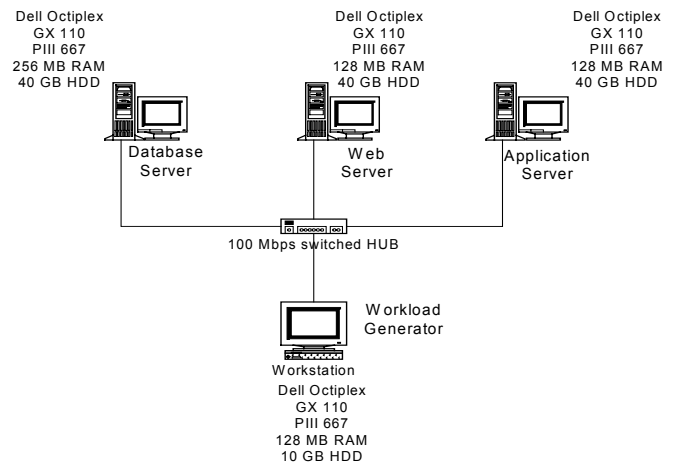 Dell Octiplex
GX 110
PIII 667
256 MB RAM
40 GB HDD
Database
Server
Dell Octiplex
GX 110
PIII 667
128 MB RAM
40 GB HDD
Web
Server
Dell Octiplex
GX 110
PIII 667
128 MB RAM
40 GB HDD
Application
Server
100 Mbps switched HUB
Workload
Generator
Workstation
Dell Octiplex
GX 110
PIII 667
128 MB RAM
10 GB HDD